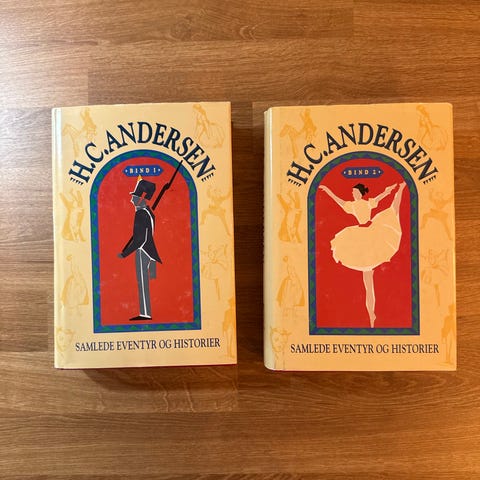 H.C.ANDERSEN
• BIND 1 •
SAMLEDE EVENTYR OG HISTORIER
H.C.ANDERSEN
• BIND 2 •
SAMLEDE EVENTYR OG HISTORIER